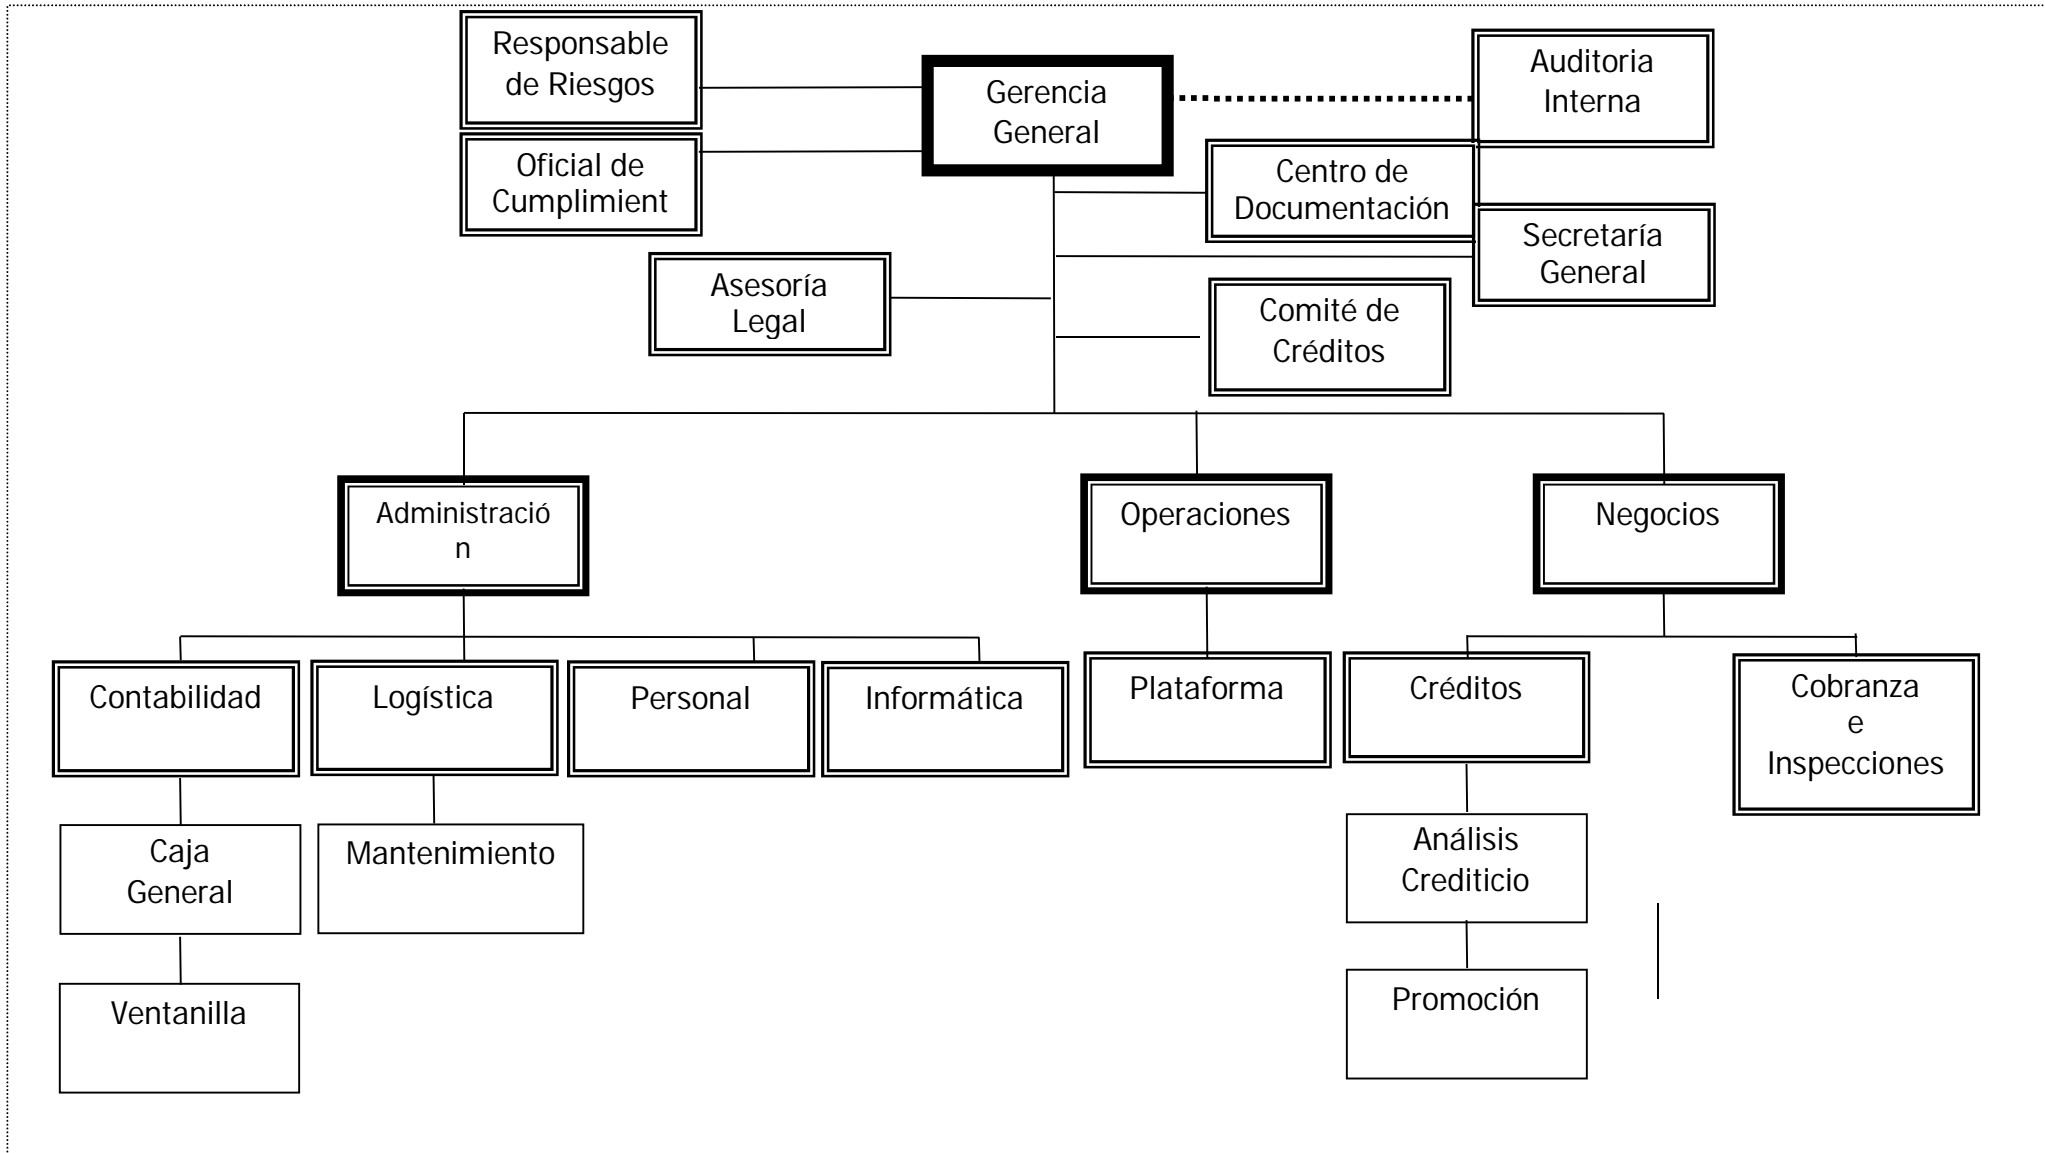 Responsable
de Riesgos
Gerencia
General
Auditoria
Interna
Oficial de
Cumplimient
Centro de
Documentación
Secretaría
General
Asesoría
Legal
Comité de
Créditos
Administració
n
Operaciones
Negocios
Contabilidad
Logística
Personal
Informática
Plataforma
Créditos
Cobranza
e
Inspecciones
Caja
General
Mantenimiento
Análisis
Crediticio
Ventanilla
Promoción